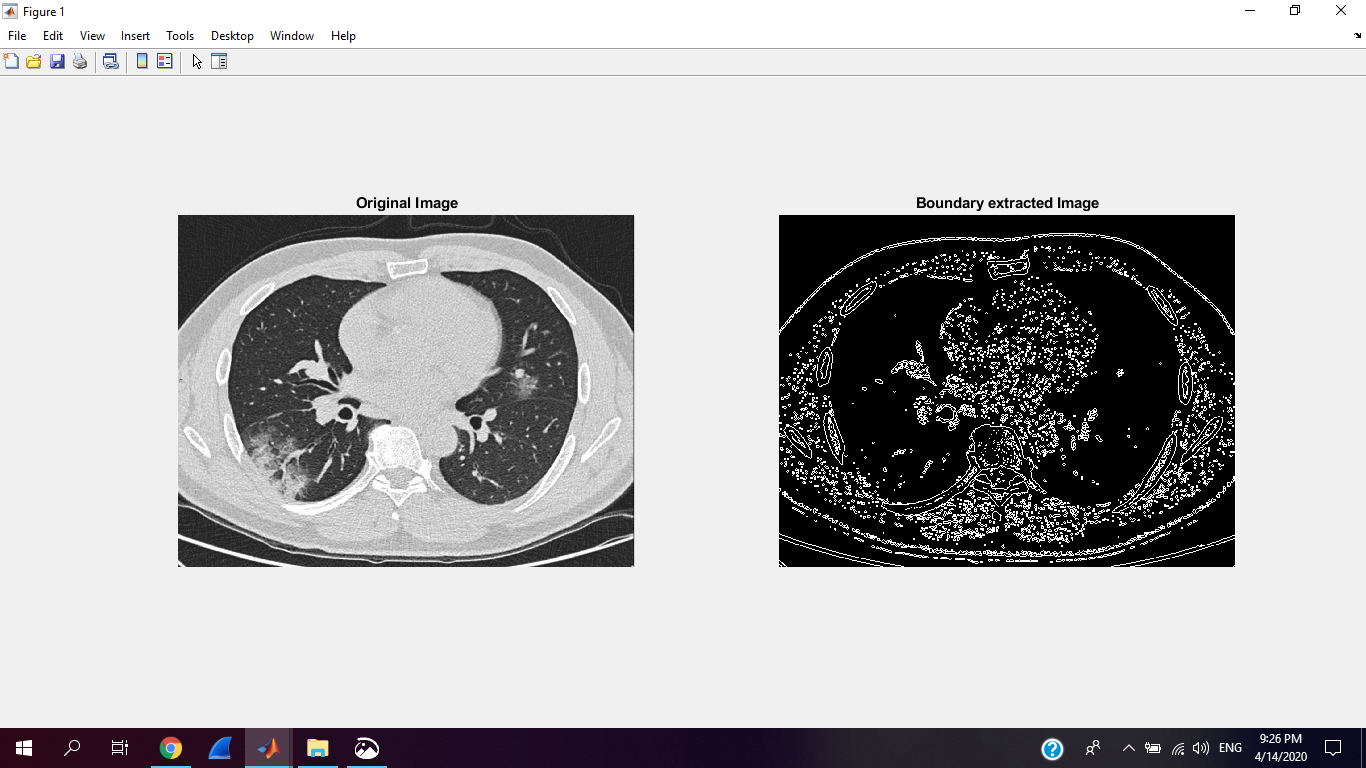 Figure 1
File Edit View Insert Tools Desktop Window Help
Original Image
Boundary extracted Image
ENG
9:26 PM
4/14/2020